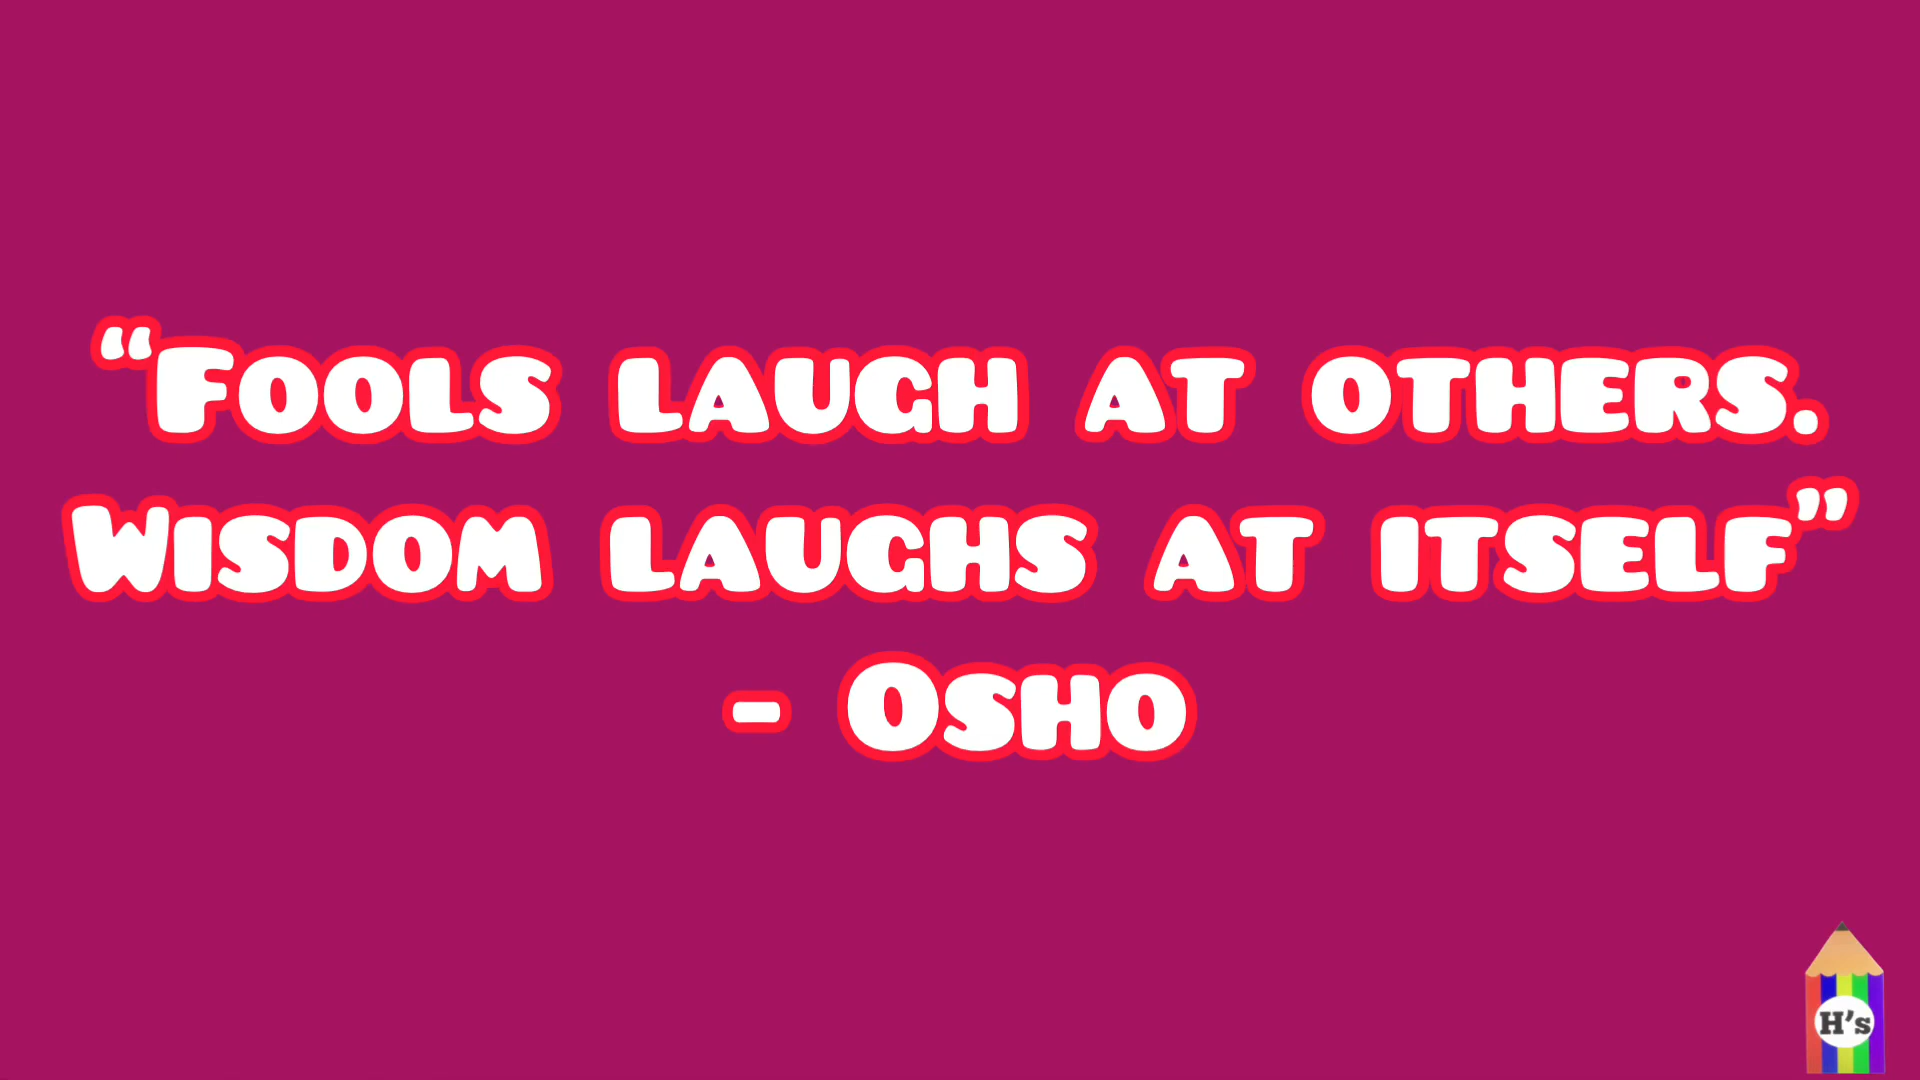 “Fools laugh at others.
Wisdom laughs at itself”
- Osho
H's